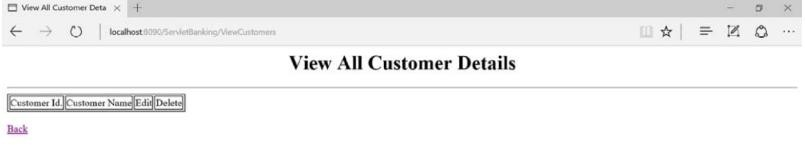 View All Customer Deta
localhost:8090/ServletBanking/ViewCustomers
View All Customer Details
Customer Id. Customer Name Edit Delete
Back